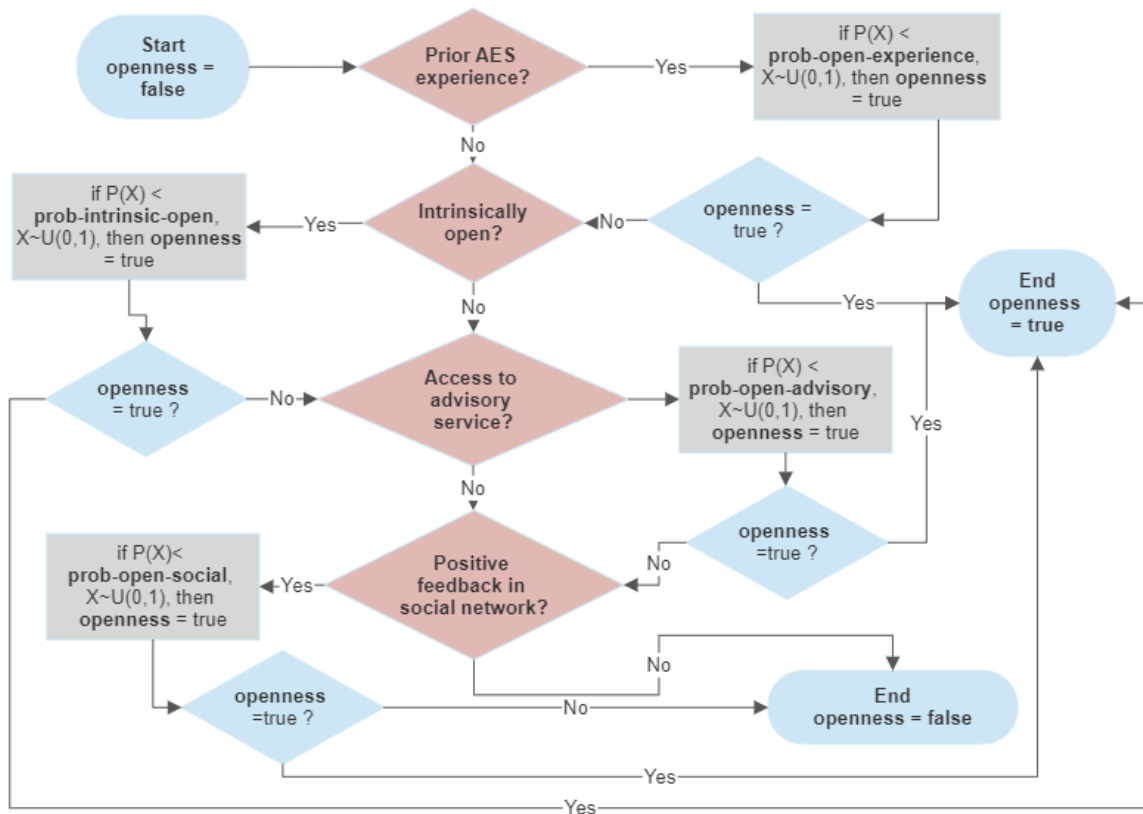 Start
openness =
false
Prior AES
experience?
Yes
if P(X) <
prob-open-experience,
X~U(0,1), then openness
= true
No
if P(X) <
prob-intrinsic-open,
X~U(0,1), then openness
= true
Yes
Intrinsically
open?
No
openness =
true ?
Yes
End
openness
= true
No
openness
= true ?
No
Access to
advisory
service?
if P(X) <
prob-open-advisory,
X~U(0,1), then
openness = true
Yes
No
openness
=true ?
No
if P(X)<
prob-open-social,
X~U(0,1), then
openness = true
Yes
Positive
feedback in
social network?
No
openness
=true ?
No
End
openness = false
Yes
Yes